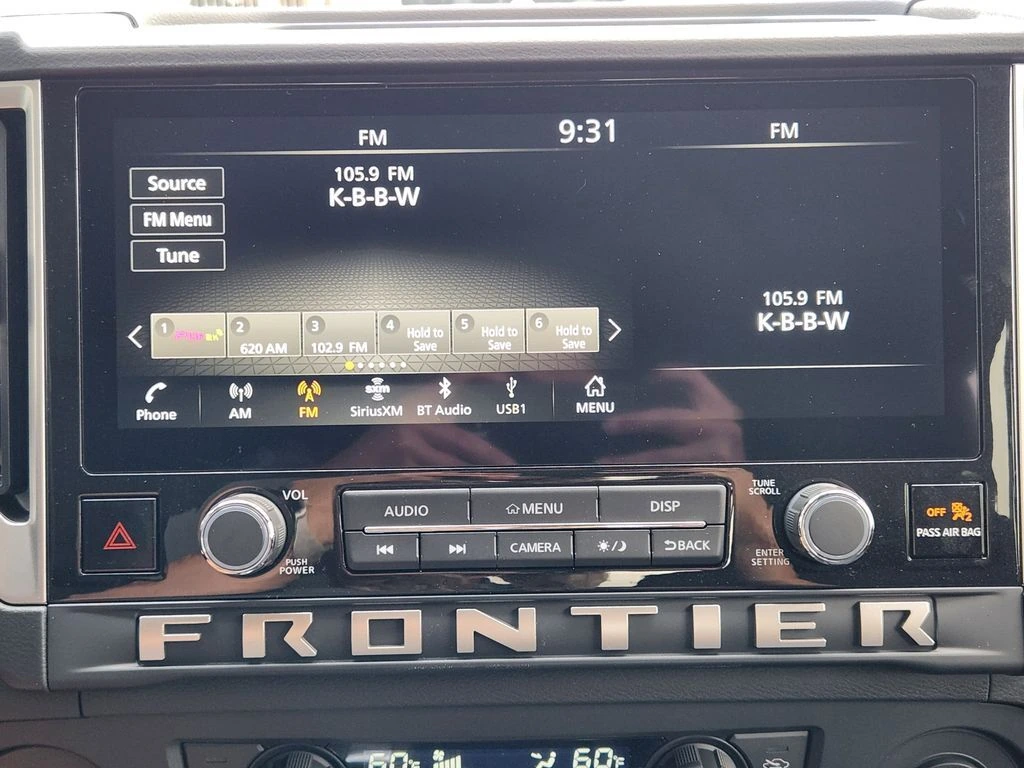 FM 9:31 FM
105.9 FM
K-B-B-W
Source
FM Menu
Tune
105.9 FM
K-B-B-W
1
2 620 AM
3 102.9 FM
4 Hold to Save
5 Hold to Save
6 Hold to Save
Phone AM FM SiriusXM BT Audio USB1 MENU
VOL
PUSH
POWER
AUDIO MENU DISP
CAMERA BACK
TUNE
SCROLL
ENTER
SETTING
OFF 2
PASS AIR BAG
FRONTIER
60°F 60°F